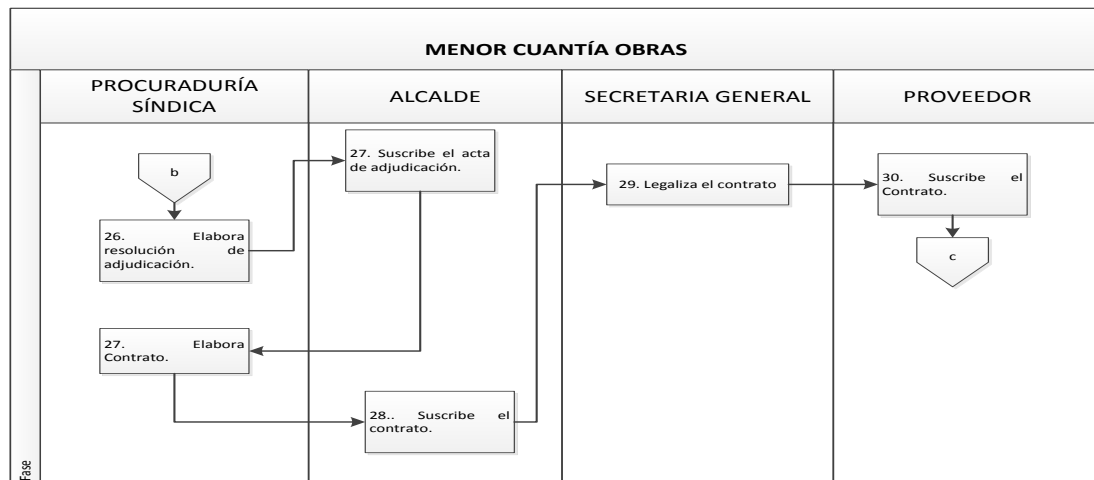 MENOR CUANTÍA OBRAS
PROCURADURÍA
SÍNDICA
ALCALDE
SECRETARIA GENERAL
PROVEEDOR
b
26. Elabora
resolución de
adjudicación.
27. Suscribe el acta
de adjudicación.
27. Elabora
Contrato.
28.. Suscribe el
contrato.
29. Legaliza el contrato
30. Suscribe el
Contrato.
c
Fase